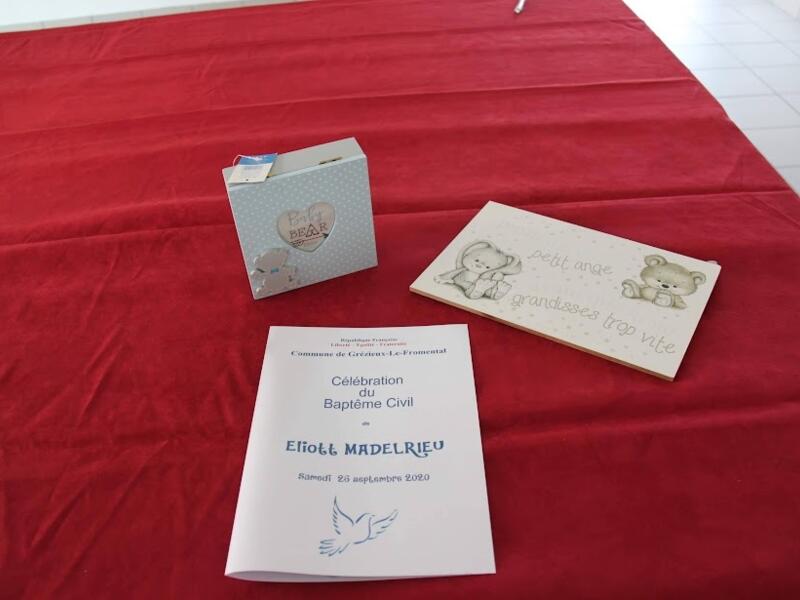 Baby
BEAR
petit ange
grandisses trop vite
République Française
Liberté - Egalité - Fraternité
Commune de Grézieux-Le-Fromental
Célébration
du
Baptême Civil
de
Eliott MADELRIEU
Samedi 26 septembre 2020